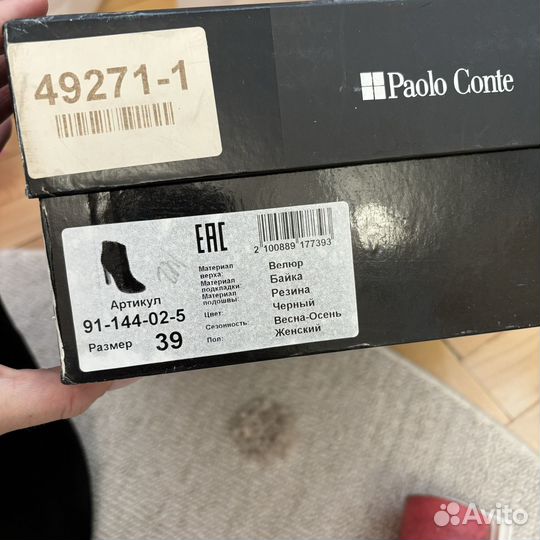 49271-1
Paolo Conte
Артикул
91-144-02-5
Размер 39
EAC
2 100889 177393
Материал верха: Велюр
Материал подкладки: Байка
Материал подошвы: Резина
Цвет: Черный
Сезонность: Весна-Осень
Пол: Женский
Avito